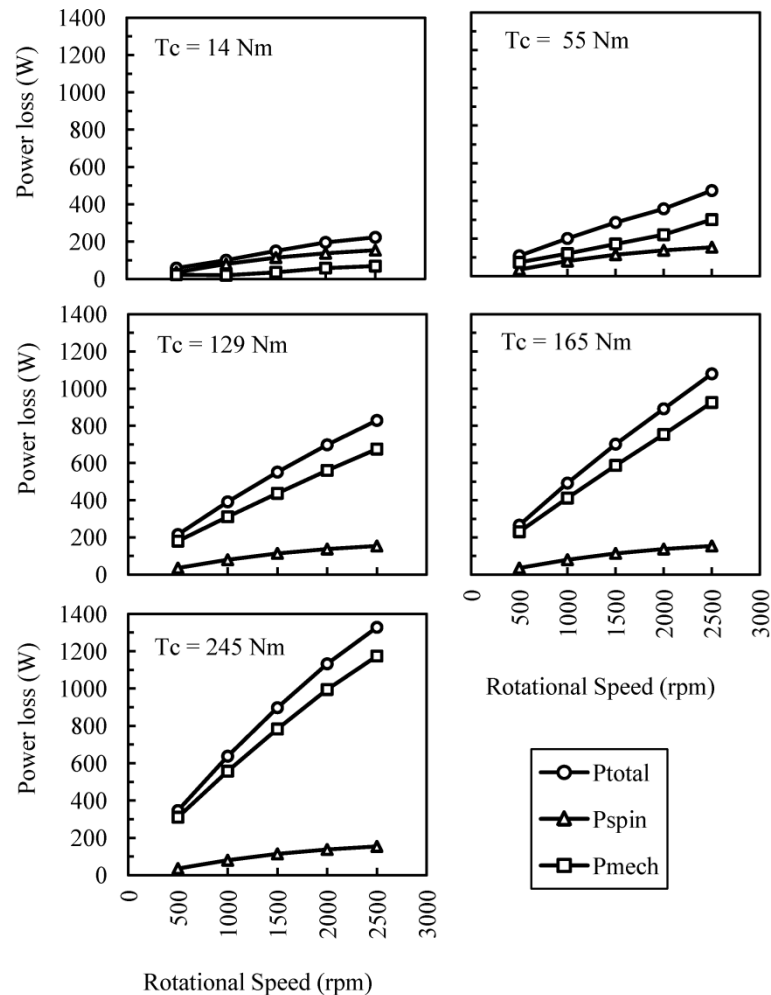 Power loss (W)
1400
1200
1000
800
600
400
200
0
Tc = 14 Nm
Tc = 55 Nm
Power loss (W)
1400
1200
1000
800
600
400
200
0
Tc = 129 Nm
Tc = 165 Nm
0
500
1000
1500
2000
2500
3000
Rotational Speed (rpm)
Power loss (W)
1400
1200
1000
800
600
400
200
0
Tc = 245 Nm
0
500
1000
1500
2000
2500
3000
Rotational Speed (rpm)
Ptotal
Pspin
Pmech